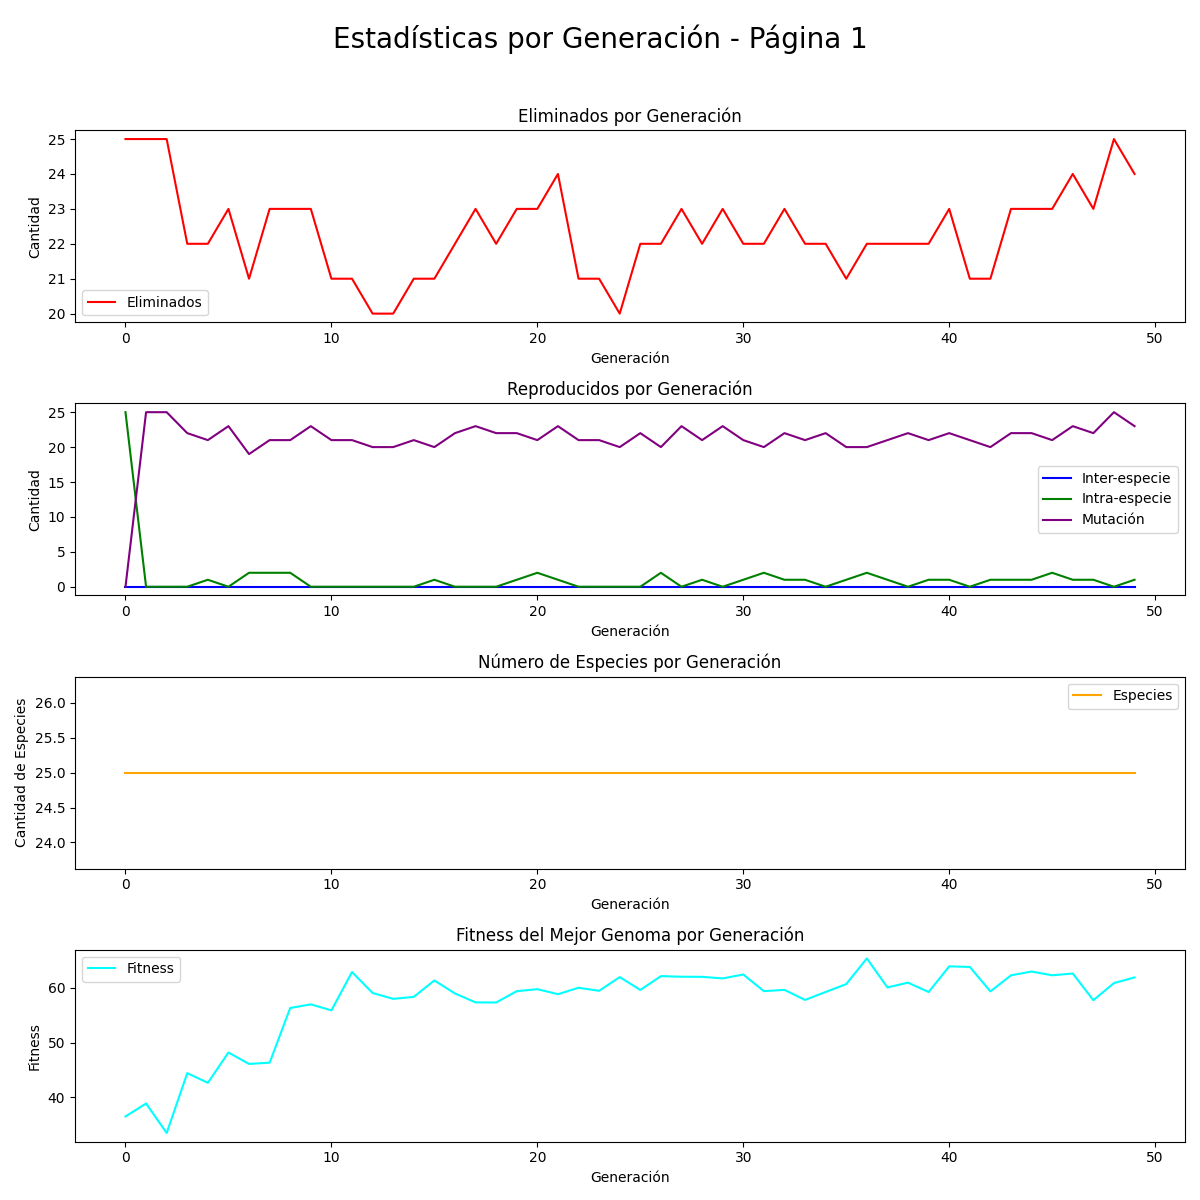 Estadísticas por Generación - Página 1
Eliminados por Generación
25
24
23
22
21
20
Cantidad
Eliminados
0 10 20 30 40 50
Generación
Reproducidos por Generación
25
20
15
10
5
0
Cantidad
Inter-especie
Intra-especie
Mutación
0 10 20 30 40 50
Generación
Número de Especies por Generación
26.0
25.5
25.0
24.5
24.0
Cantidad de Especies
Especies
0 10 20 30 40 50
Generación
Fitness del Mejor Genoma por Generación
60
50
40
Fitness
Fitness
0 10 20 30 40 50
Generación